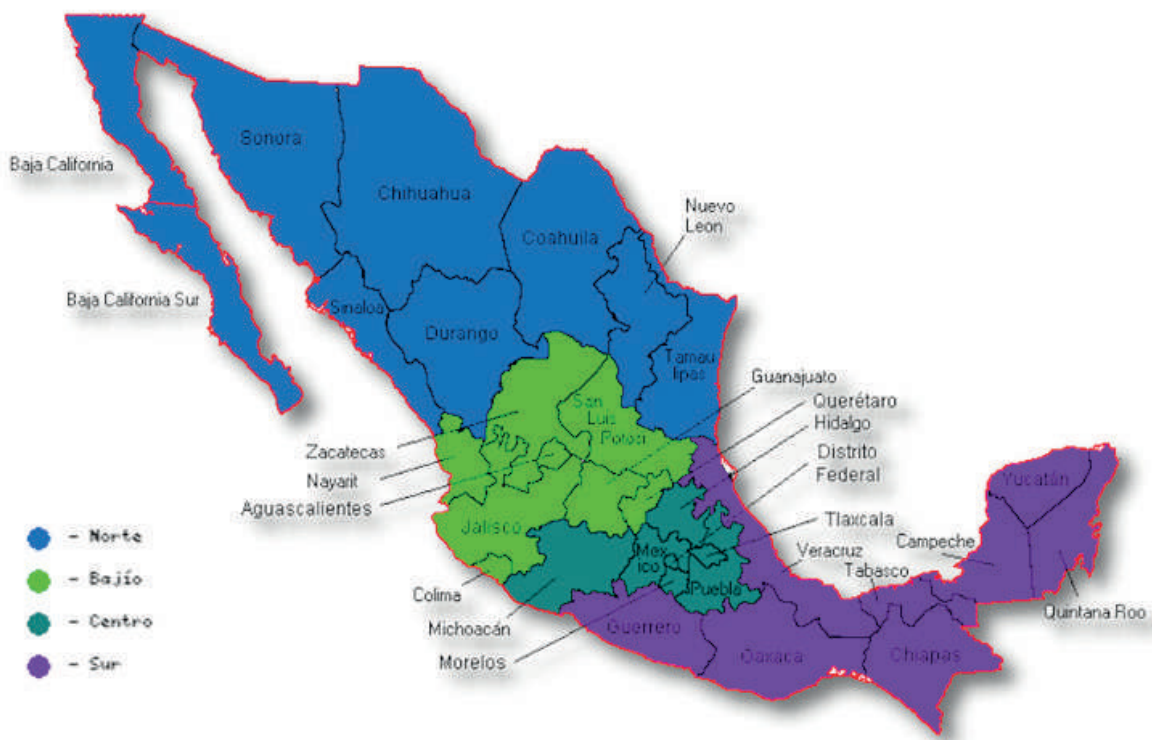 Sonora
Baja California
Chihuahua
Nuevo
Leon
Coahuila
Baja California Sur
Sinaloa
Durango
Tamau
lipas
Guanajuato
San
Luis
Potosi
Querétaro
Hidalgo
Zacatecas
Distrito
Federal
Nayarit
Aguascalientes
Yucatán
Jalisco
Tlaxcala
- Norte
Campeche
Veracruz
Mex
ico
Tabasco
- Bajío
Colima
Puebla
Quintana Roo
- Centro
Michoacán
Guerrero
Morelos
Oaxaca
Chiapas
- Sur